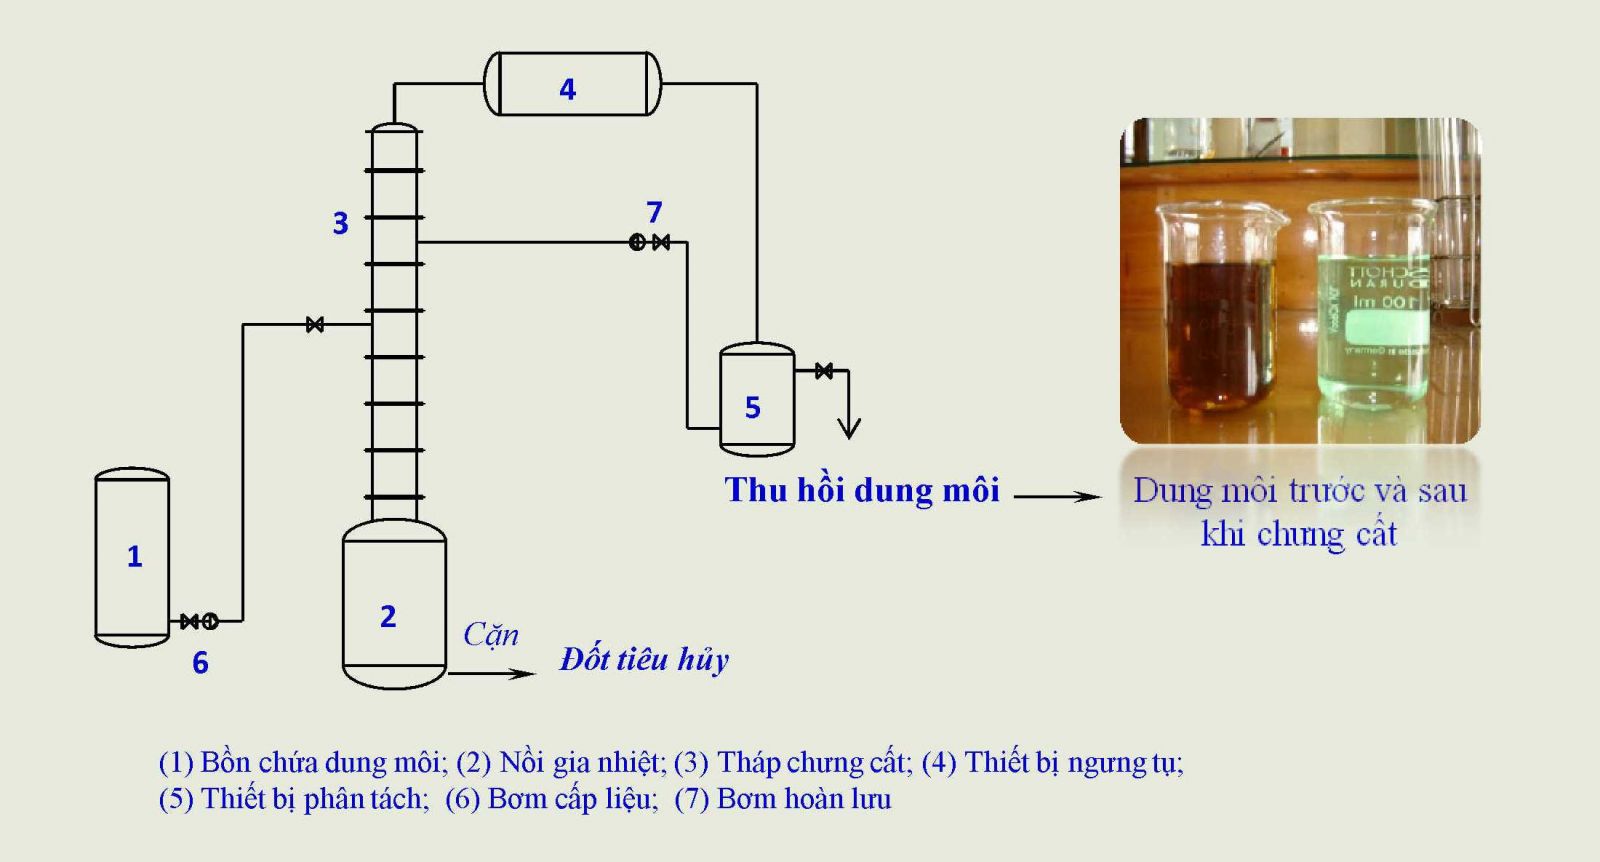 4
7
3
5
Thu hồi dung môi
Dung môi trước và sau
khi chưng cất
1
2
6
Cặn
Đốt tiêu hủy
SCHOTT
DURAN
100 ml
(1) Bồn chứa dung môi; (2) Nồi gia nhiệt; (3) Tháp chưng cất; (4) Thiết bị ngưng tụ;
(5) Thiết bị phân tách; (6) Bơm cấp liệu; (7) Bơm hoàn lưu